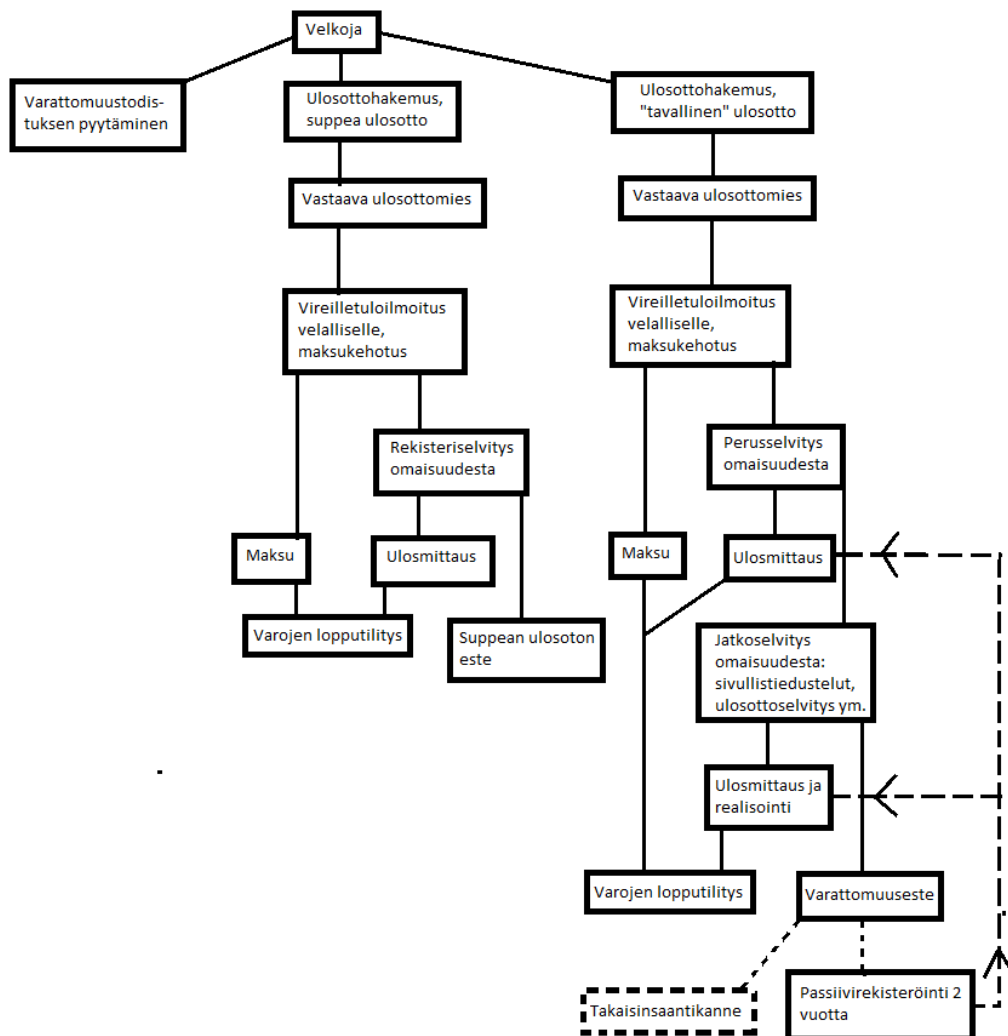 Velkoja
Varattomuustodis-
tuksen pyytäminen
Ulosottohakemus,
suppea ulosotto
Ulosottohakemus,
"tavallinen" ulosotto
Vastaava ulosottomies
Vastaava ulosottomies
Vireilletuloilmoitus
velalliselle,
maksukehotus
Vireilletuloilmoitus
velalliselle,
maksukehotus
Rekisteriselvitys
omaisuudesta
Perusselvitys
omaisuudesta
Maksu
Ulosmittaus
Maksu
Ulosmittaus
Varojen lopputilitys
Suppean ulosoton
este
Jatkoselvitys
omaisuudesta:
sivullistiedustelut,
ulosottoselvitys ym.
Ulosmittaus ja
realisointi
Varojen lopputilitys
Varattomuuseste
Takaisinsaantikanne
Passiivirekisteröinti 2
vuotta